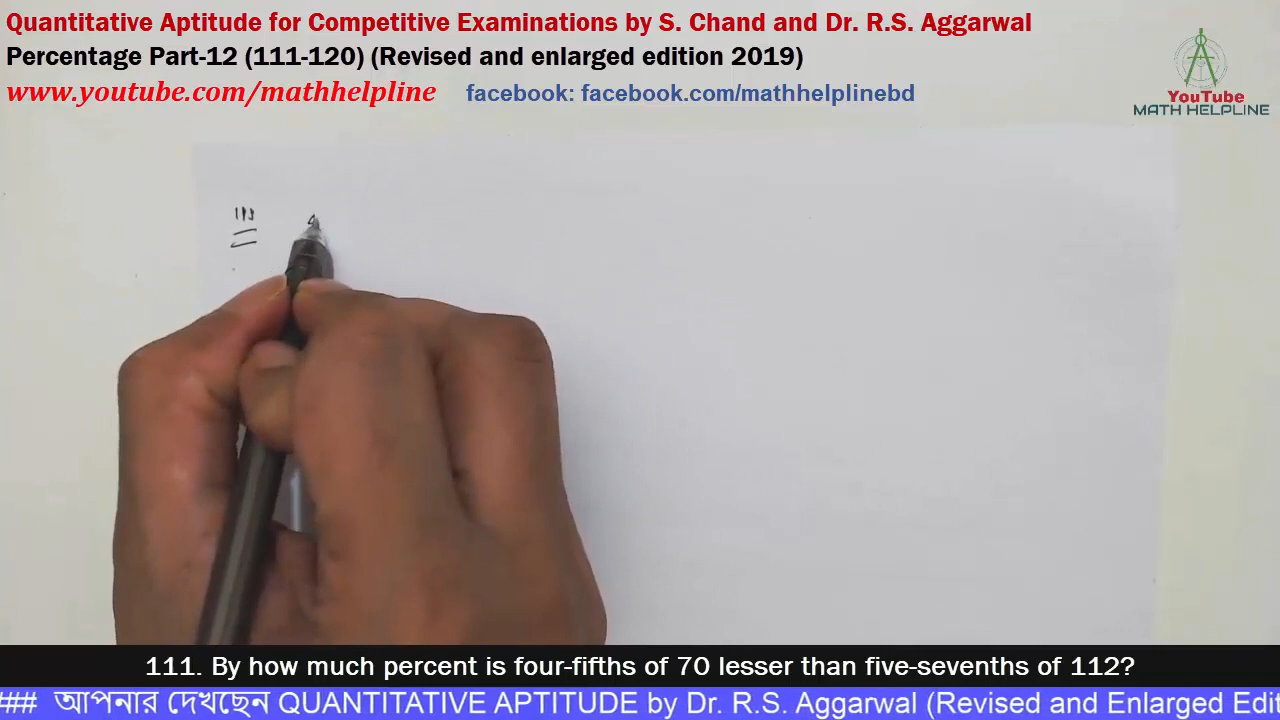 Quantitative Aptitude for Competitive Examinations by S. Chand and Dr. R.S. Aggarwal
Percentage Part-12 (111-120) (Revised and enlarged edition 2019)
www.youtube.com/mathhelpline facebook: facebook.com/mathhelplinebd
YouTube
MATH HELPLINE
111. By how much percent is four-fifths of 70 lesser than five-sevenths of 112?
## আপনার দেখছেন QUANTITATIVE APTITUDE by Dr. R.S. Aggarwal (Revised and Enlarged Edit